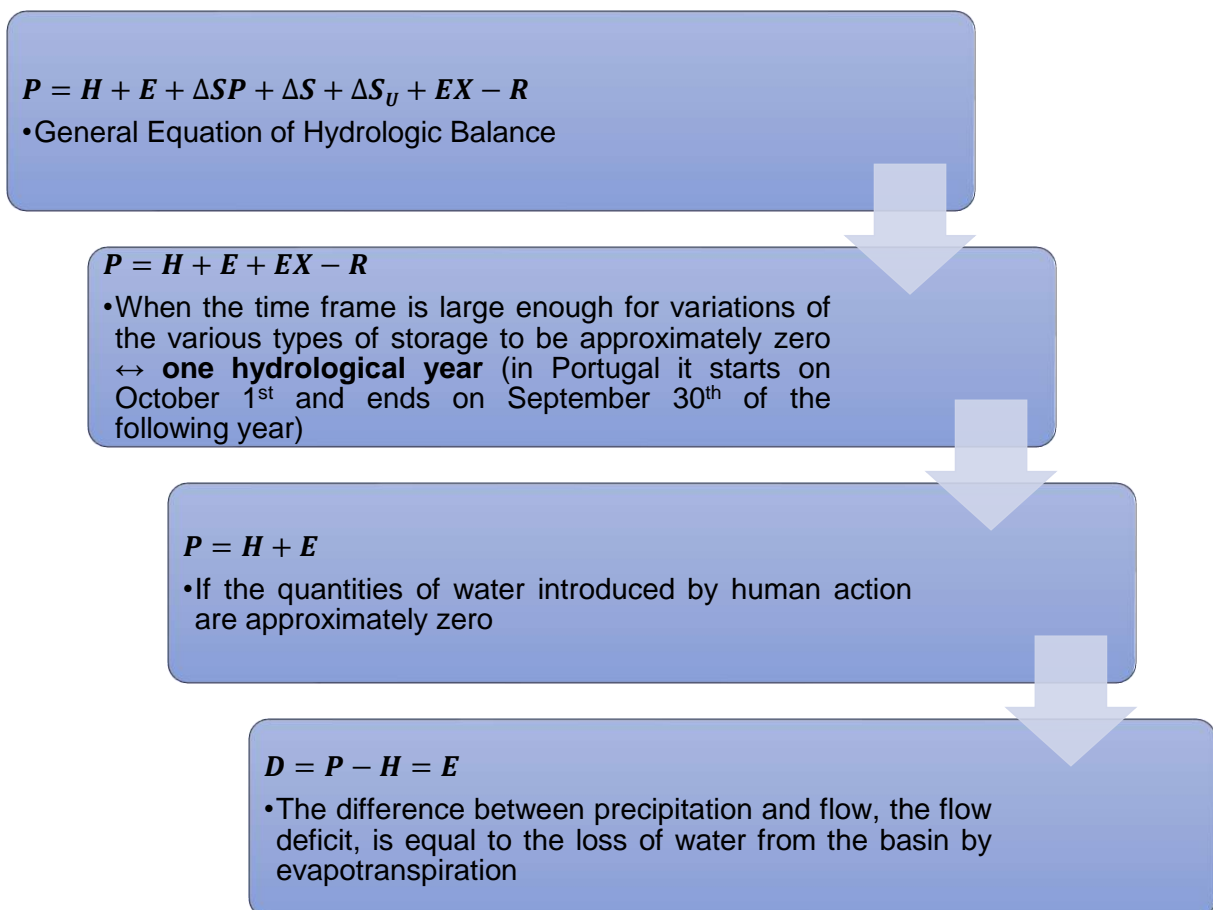 P = H + E + ΔSP + ΔS + ΔS_U + EX − R
•General Equation of Hydrologic Balance
P = H + E + EX − R
•When the time frame is large enough for variations of
the various types of storage to be approximately zero
↔ one hydrological year (in Portugal it starts on
October 1st and ends on September 30th of the
following year)
P = H + E
•If the quantities of water introduced by human action
are approximately zero
D = P − H = E
•The difference between precipitation and flow, the flow
deficit, is equal to the loss of water from the basin by
evapotranspiration